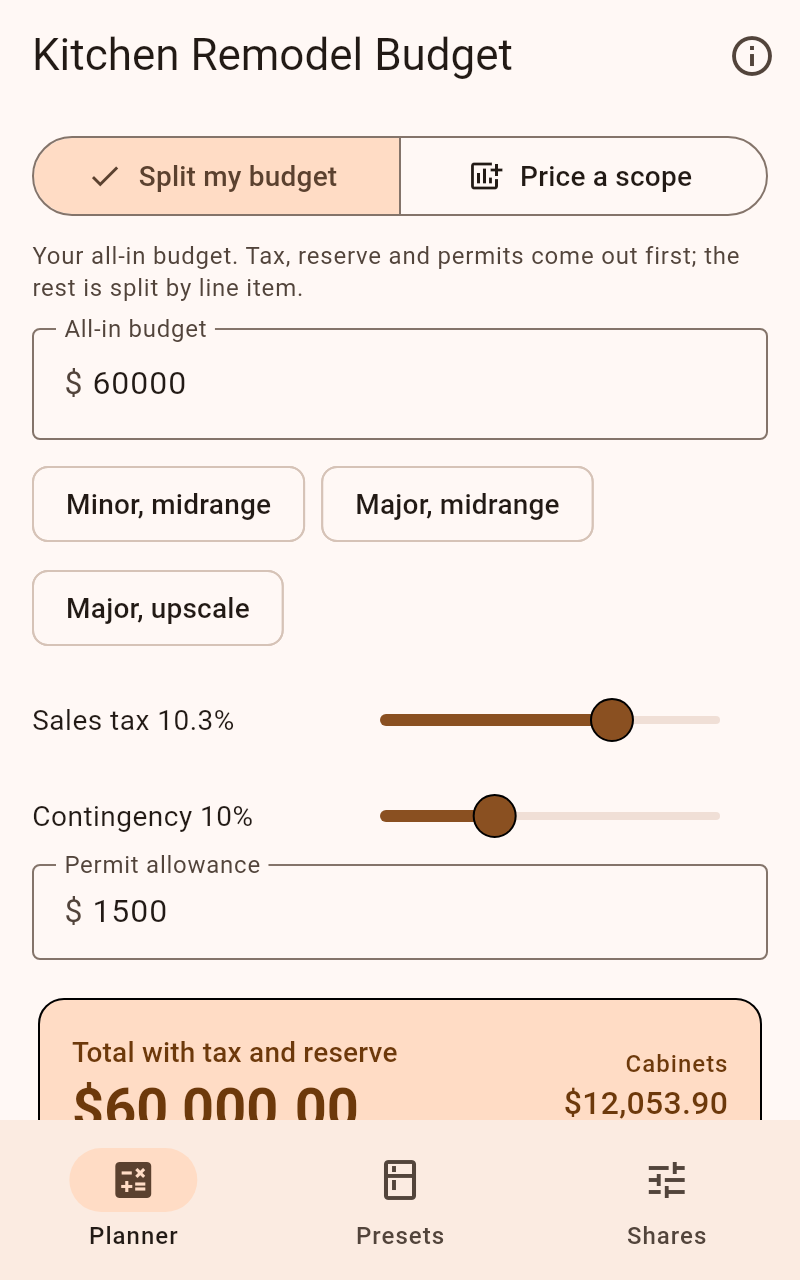 Kitchen Remodel Budget
Split my budget
Price a scope
Your all-in budget. Tax, reserve and permits come out first; the
rest is split by line item.
All-in budget
$ 60000
Minor, midrange
Major, midrange
Major, upscale
Sales tax 10.3%
Contingency 10%
Permit allowance
$ 1500
Total with tax and reserve
Cabinets
$60,000.00
$12,053.90
Planner
Presets
Shares